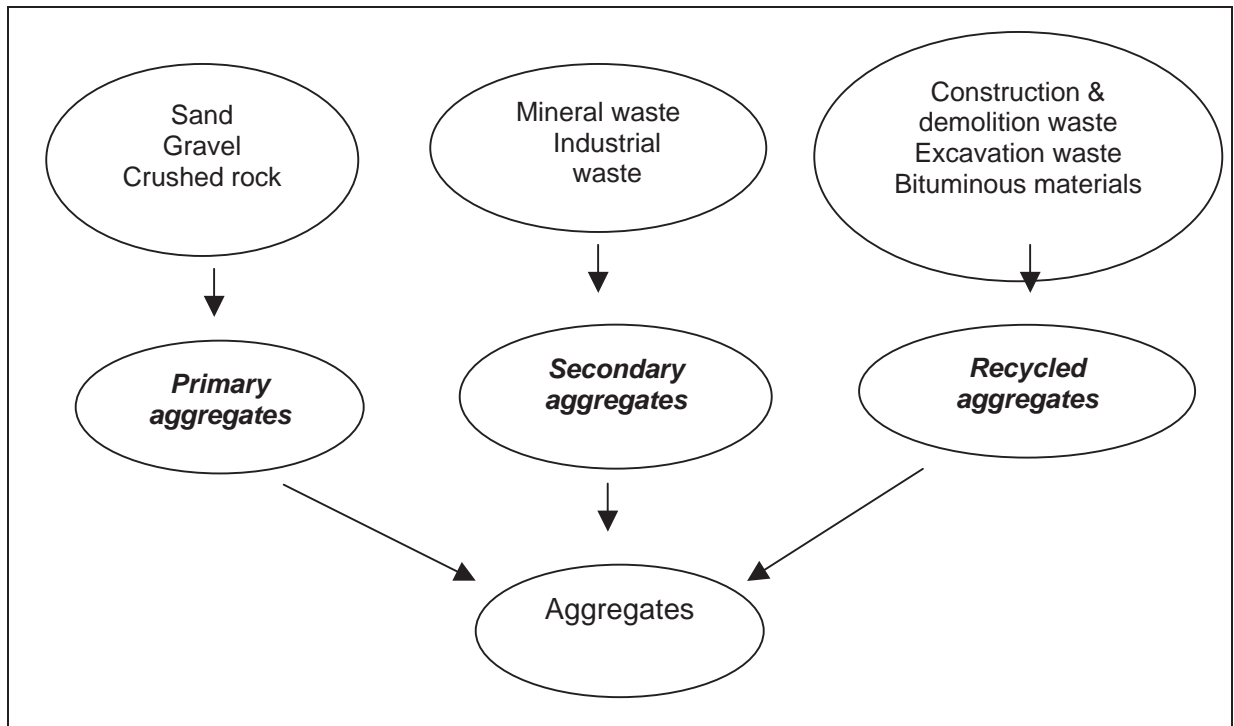 Sand
Gravel
Crushed rock
Mineral waste
Industrial
waste
Construction &
demolition waste
Excavation waste
Bituminous materials
Primary
aggregates
Secondary
aggregates
Recycled
aggregates
Aggregates